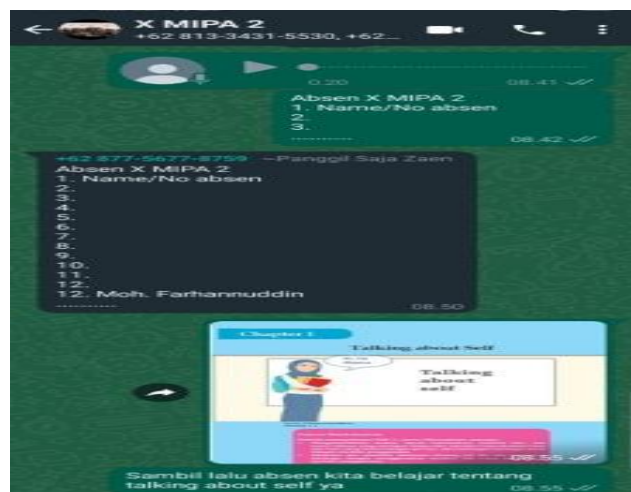 X MIPA 2
+62 813-3431-5530, +62...
0.20
08.41
Absen X MIPA 2
1. Name/No absen
2.
3.
----------
08.42
+62 877-5677-8759 ~Panggil Saja Zaen
Absen X MIPA 2
1. Name/No absen
2.
3.
4.
5.
6.
7.
8.
9.
10.
11.
12.
12. Moh. Farhannuddin
----------
08.50
Chapter 1
Talking about Self
Talking
about
self
08.55
Sambil lalu absen kita belajar tentang
talking about self ya
08.55